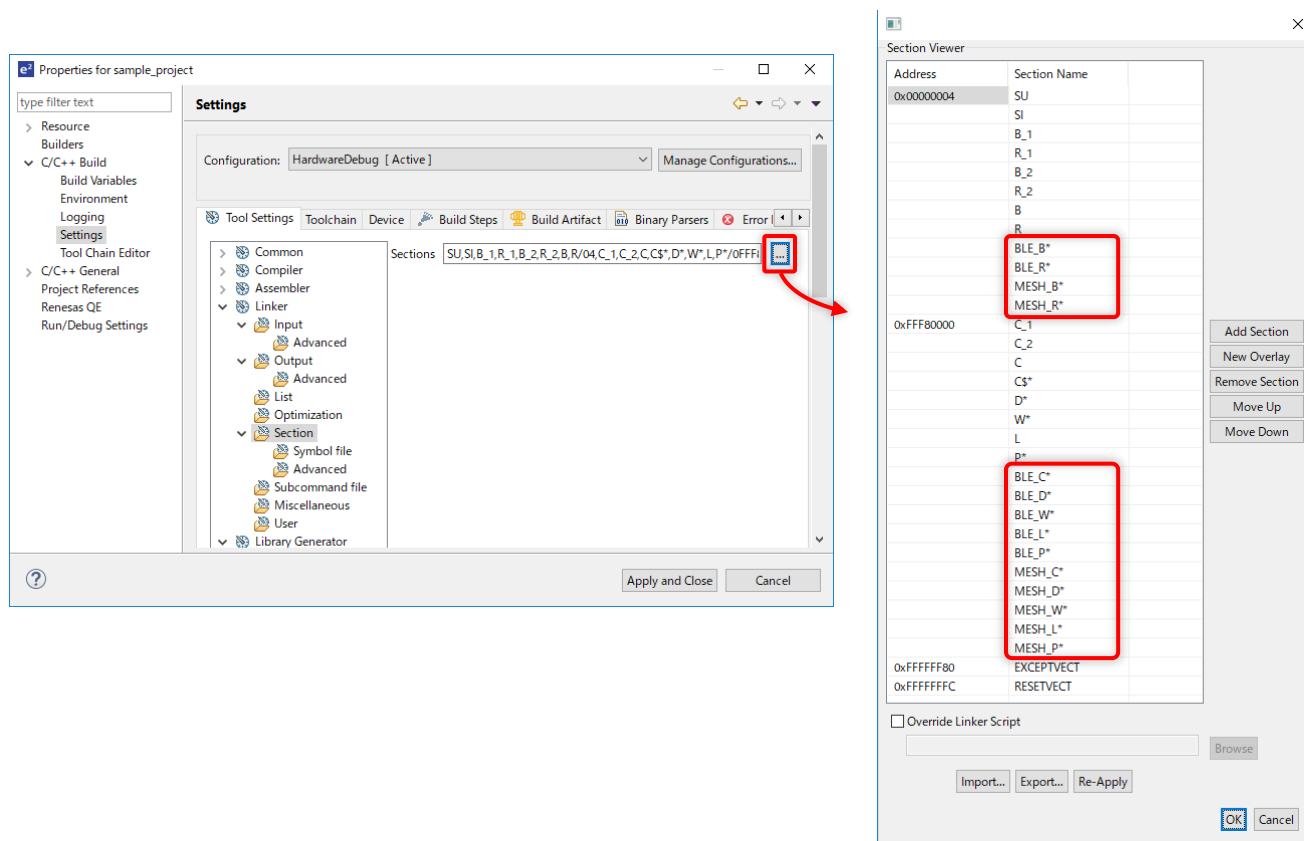 e² Properties for sample_project
type filter text
Resource
Builders
C/C++ Build
Build Variables
Environment
Logging
Settings
Tool Chain Editor
C/C++ General
Project References
Renesas QE
Run/Debug Settings
Settings
Configuration: HardwareDebug [ Active ] Manage Configurations...
Tool Settings Toolchain Device Build Steps Build Artifact Binary Parsers Error
Common
Compiler
Assembler
Linker
Input
Advanced
Output
Advanced
List
Optimization
Section
Symbol file
Advanced
Subcommand file
Miscellaneous
User
Library Generator
Sections SU,SI,B_1,R_1,B_2,R_2,B,R/04,C_1,C_2,C,C$*,D*,W*,L,P*/0FFF8 ...
? Apply and Close Cancel
Section Viewer
Address Section Name
0x00000004 SU
SI
B_1
R_1
B_2
R_2
B
R
BLE_B*
BLE_R*
MESH_B*
MESH_R*
0xFFF80000 C_1
C_2
C
C$*
D*
W*
L
P*
BLE_C*
BLE_D*
BLE_W*
BLE_L*
BLE_P*
MESH_C*
MESH_D*
MESH_W*
MESH_L*
MESH_P*
0xFFFFFF80 EXCEPTVECT
0xFFFFFFFC RESETVECT
Add Section
New Overlay
Remove Section
Move Up
Move Down
Override Linker Script
Browse
Import... Export... Re-Apply
OK Cancel